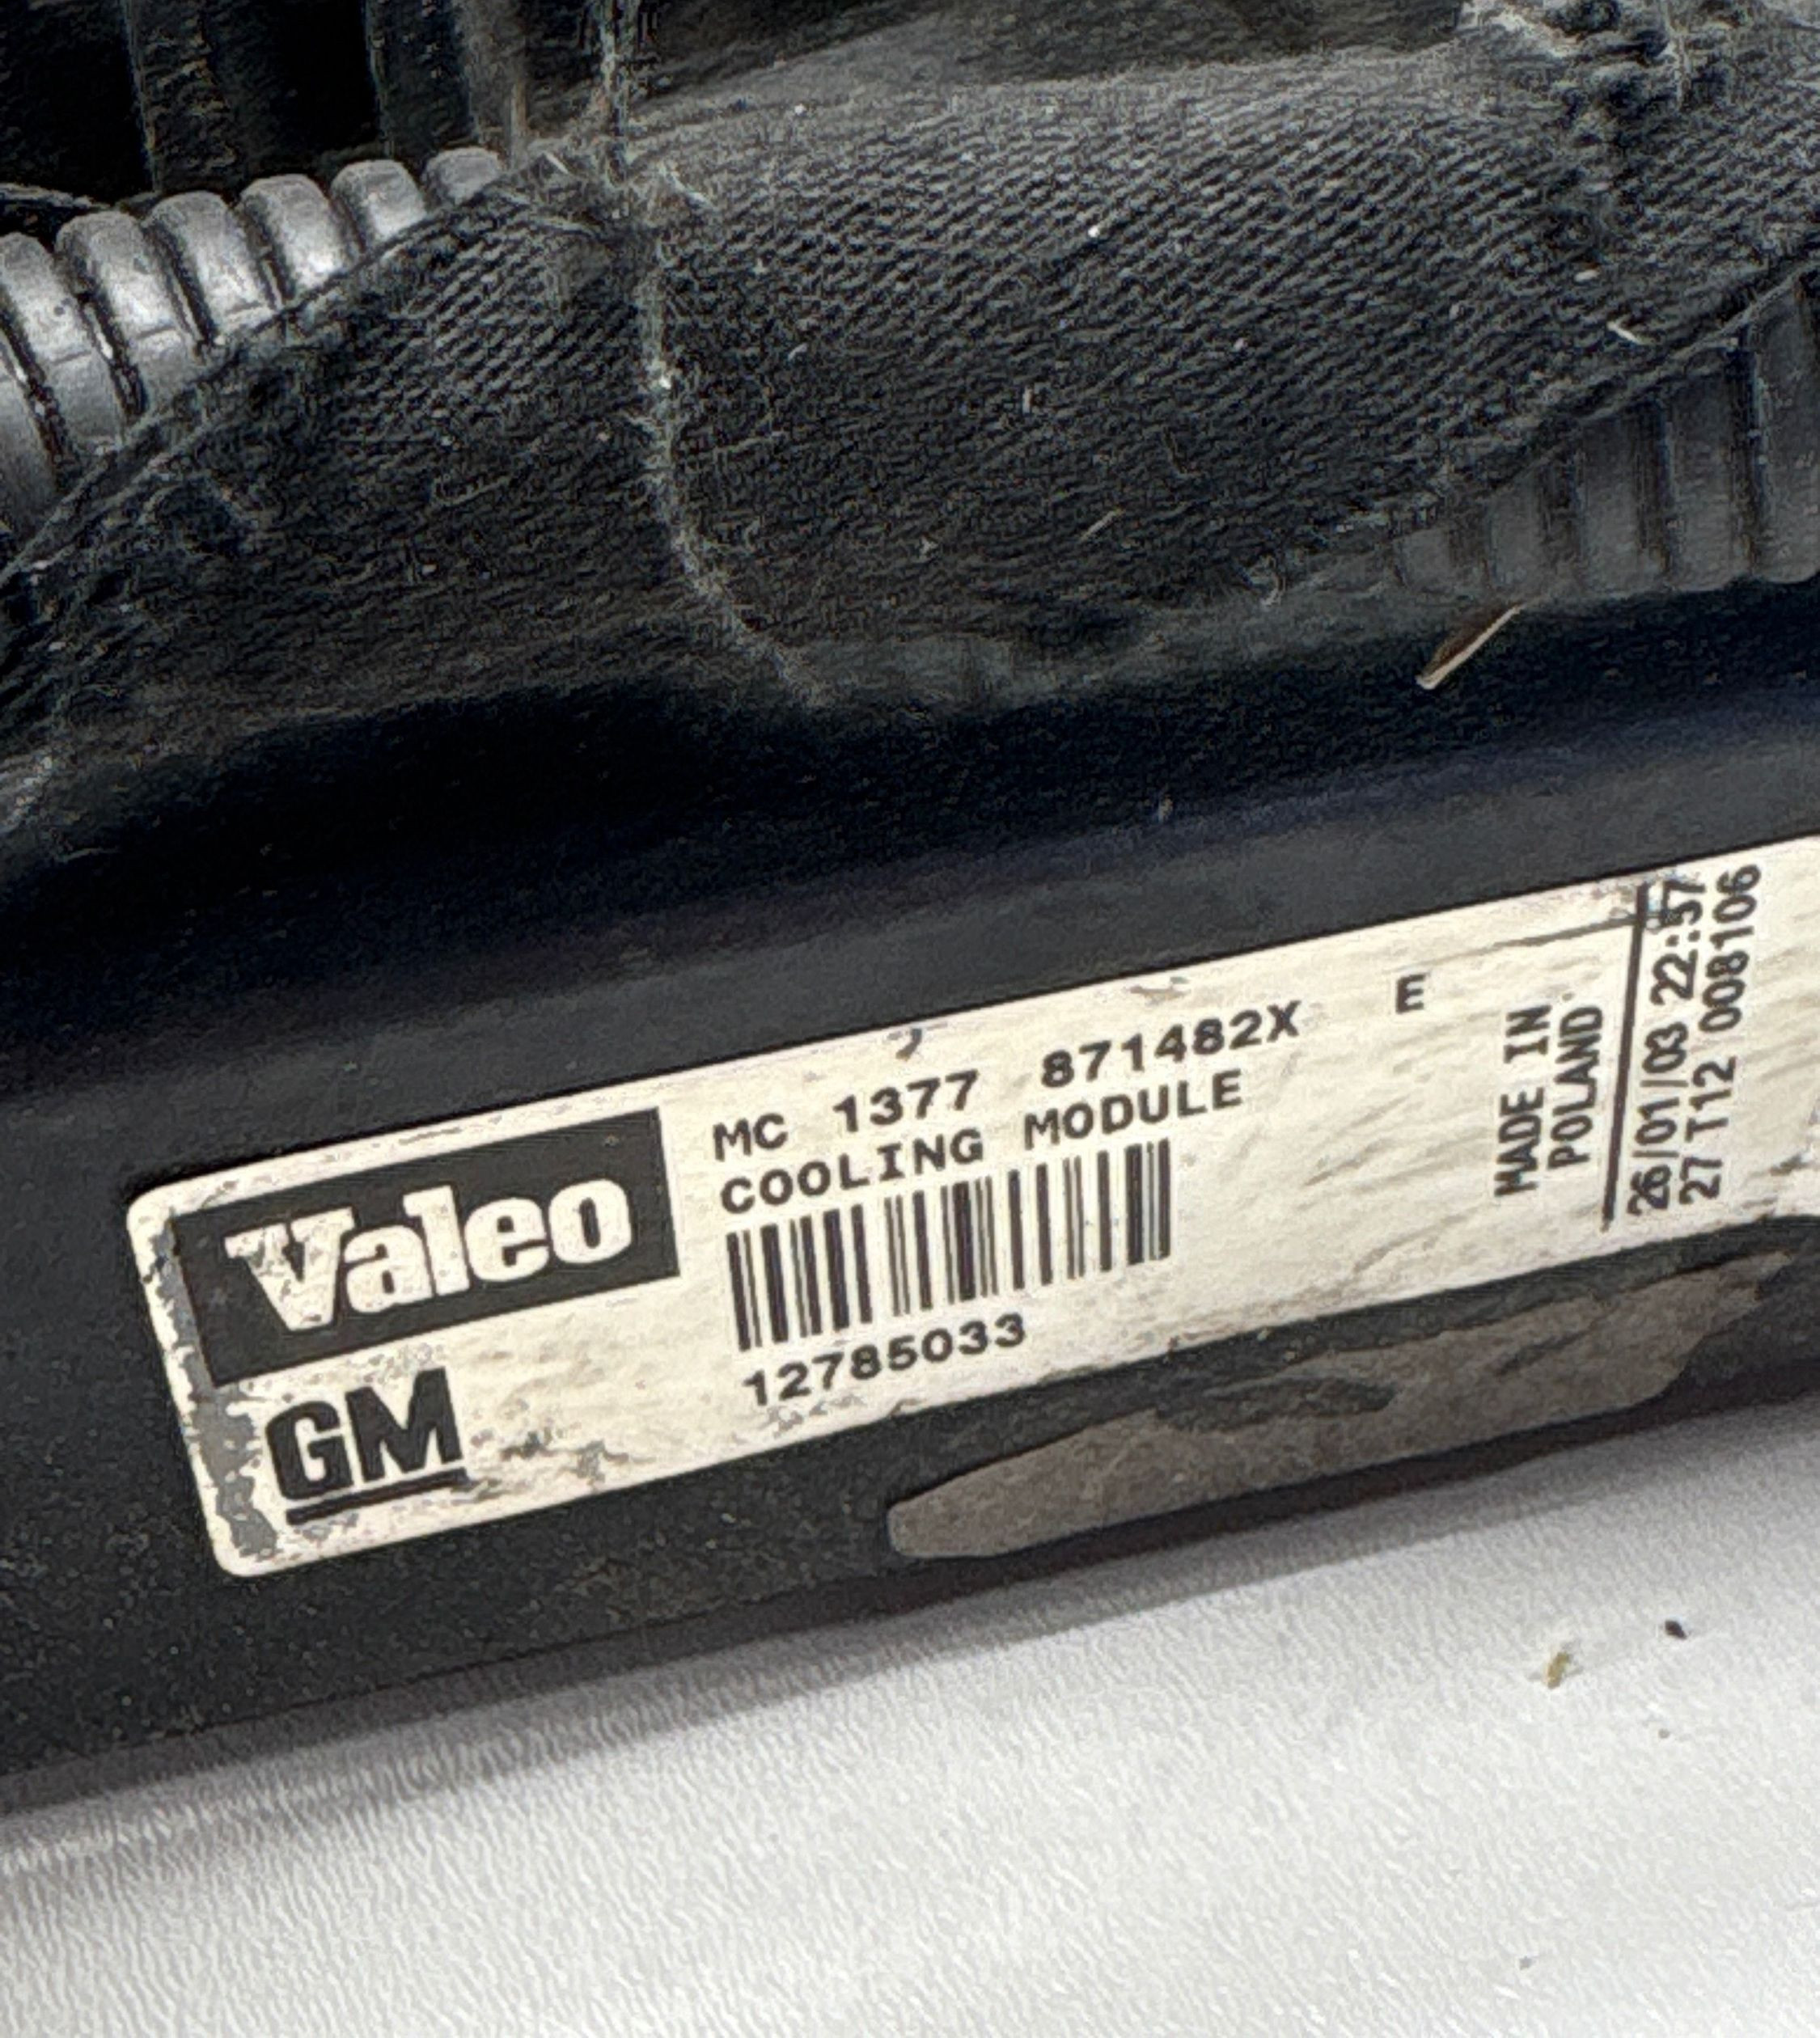 Valeo
GM
MC 1377 871482X E
COOLING MODULE
12785033
MADE IN
POLAND
26/01/03 22:57
27 T12 008106